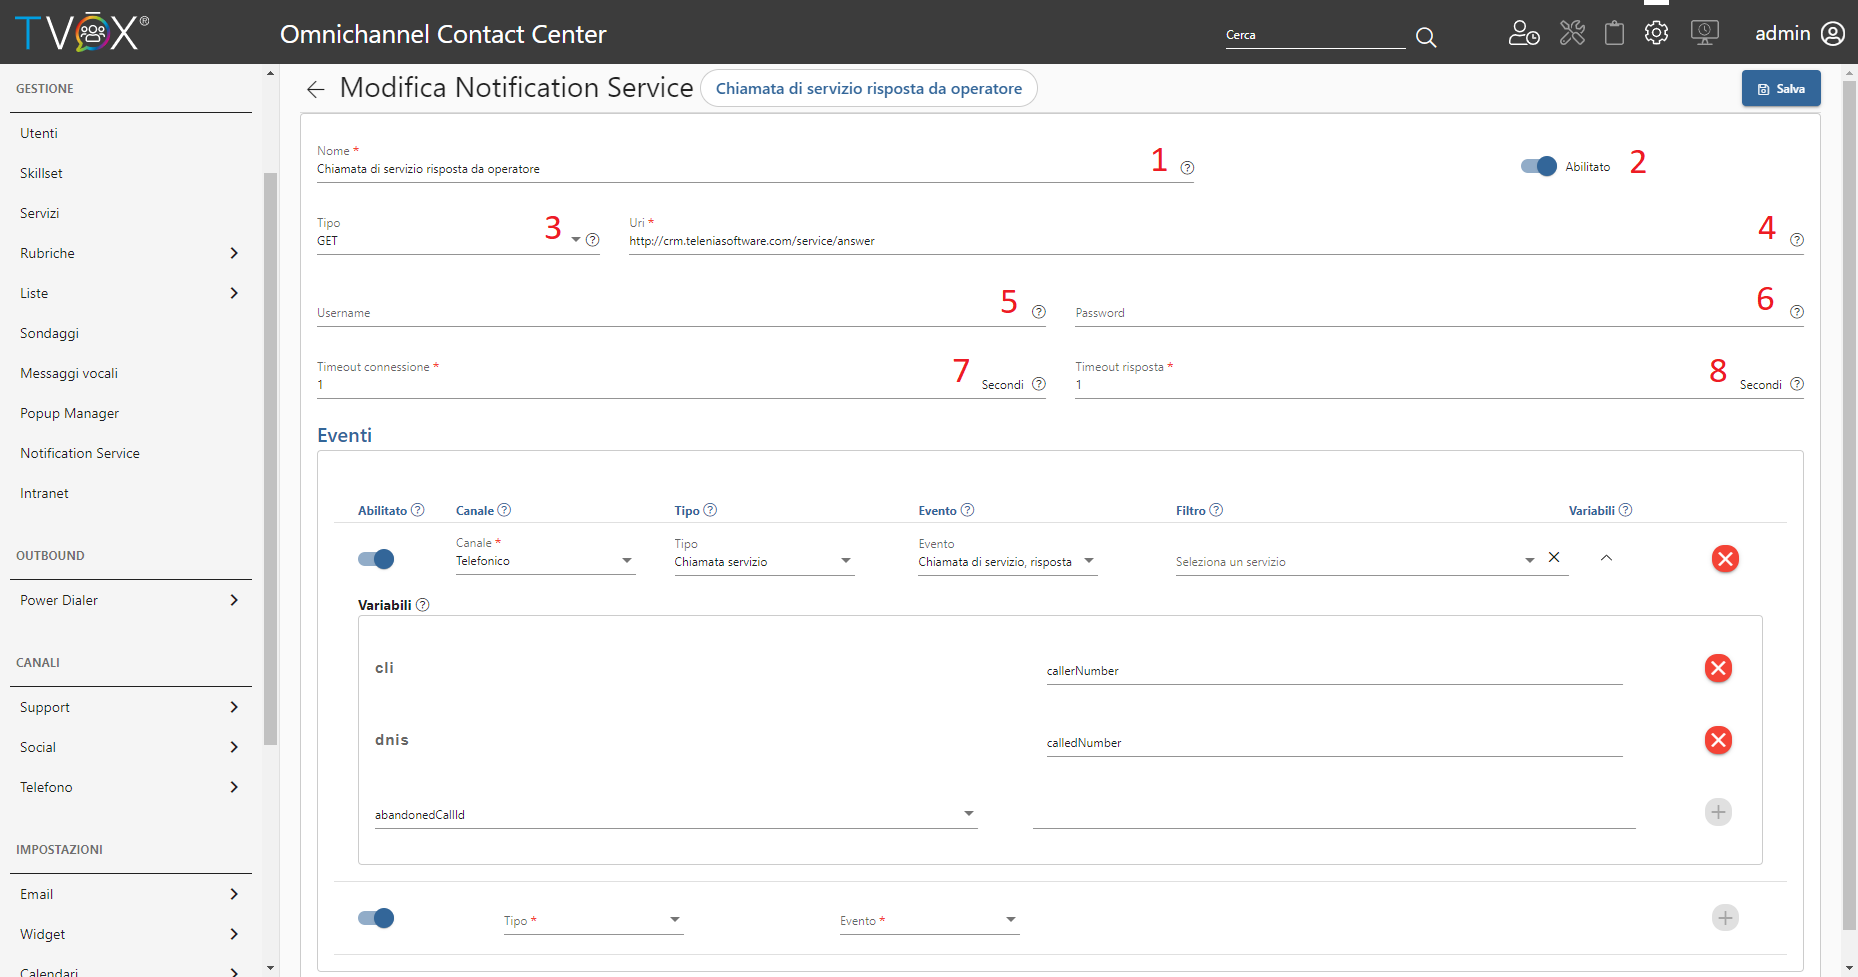 TVOX®
Omnichannel Contact Center
Cerca
admin
GESTIONE
Utenti
Skillset
Servizi
Rubriche
Liste
Sondaggi
Messaggi vocali
Popup Manager
Notification Service
Intranet
OUTBOUND
Power Dialer
CANALI
Support
Social
Telefono
IMPOSTAZIONI
Email
Widget
Calendari
Modifica Notification Service
Chiamata di servizio risposta da operatore
Salva
Nome *
Chiamata di servizio risposta da operatore
1
Abilitato
2
Tipo
GET
3
Uri *
http://crm.teleniasoftware.com/service/answer
4
Username
5
Password
6
Timeout connessione *
1
7
Secondi
Timeout risposta *
1
8
Secondi
Eventi
Abilitato
Canale
Tipo
Evento
Filtro
Variabili
Canale *
Telefonico
Tipo
Chiamata servizio
Evento
Chiamata di servizio, risposta
Seleziona un servizio
Variabili
cli
callerNumber
dnis
calledNumber
abandonedCallId
Tipo *
Evento *